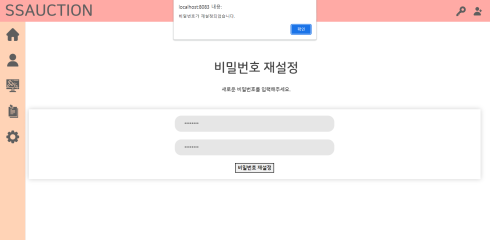 SSAUCTION
localhost:8083 내용:
비밀번호가 재설정되었습니다.
확인
비밀번호 재설정
새로운 비밀번호를 입력해주세요.
••••••
••••••
비밀번호 재설정